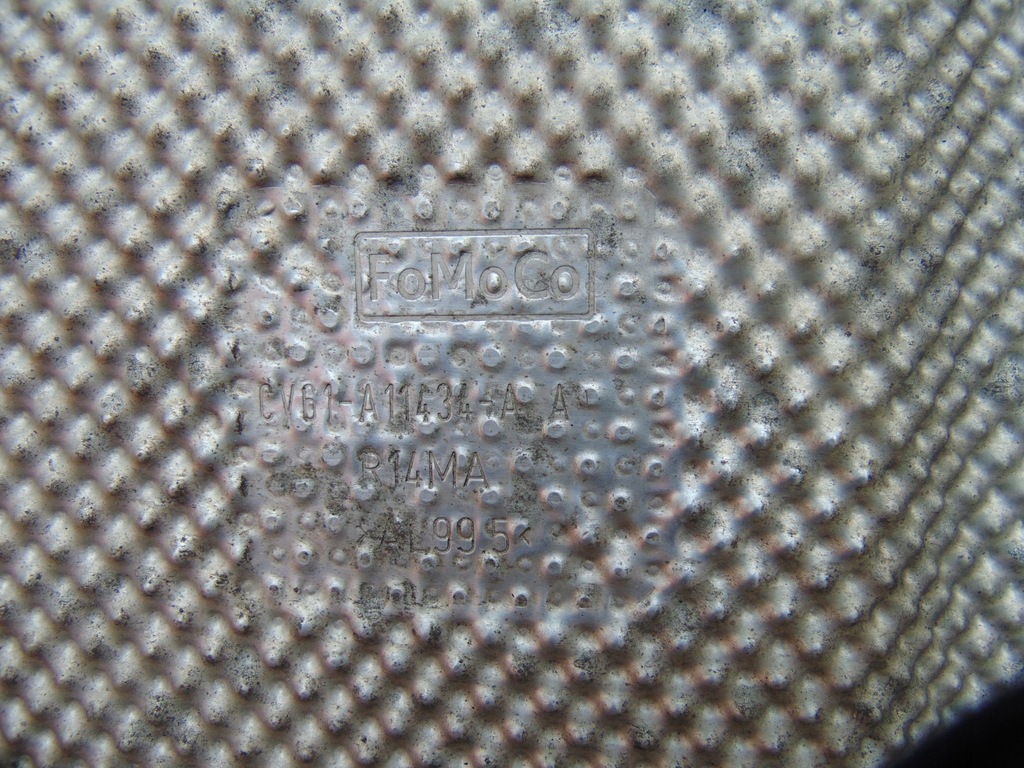 FoMoCo
CV61-A11434-A A
R14MA
>AL99.5<